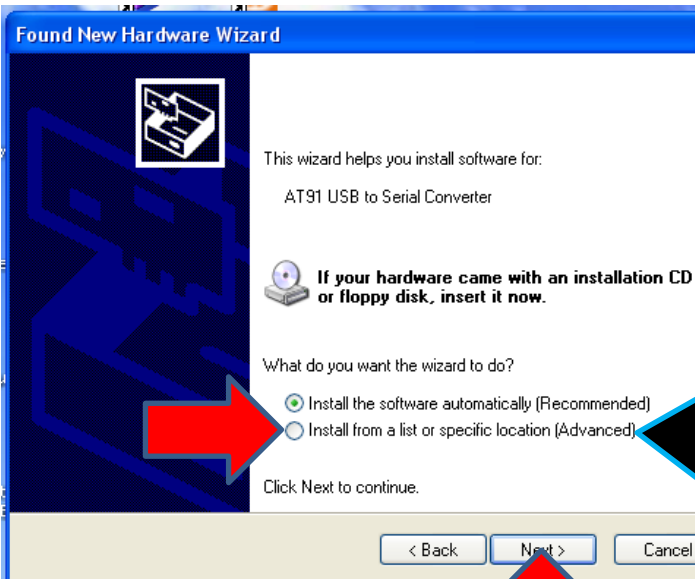 Found New Hardware Wizard
This wizard helps you install software for:
AT91 USB to Serial Converter
If your hardware came with an installation CD
or floppy disk, insert it now.
What do you want the wizard to do?
Install the software automatically (Recommended)
Install from a list or specific location (Advanced)
Click Next to continue.
< Back Next > Cancel